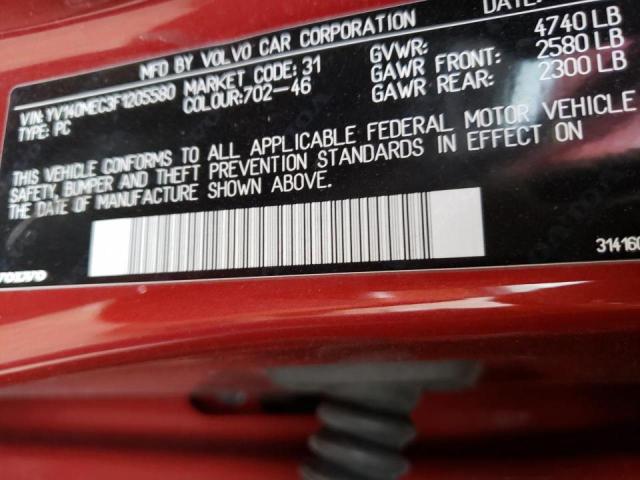 DATE:
MFD BY VOLVO CAR CORPORATION
VIN: YV140MEC3F1205580 MARKET CODE: 31 GVWR: 4740 LB
TYPE: PC COLOUR:702-46 GAWR FRONT: 2580 LB
GAWR REAR: 2300 LB
THIS VEHICLE CONFORMS TO ALL APPLICABLE FEDERAL MOTOR VEHICLE
SAFETY, BUMPER AND THEFT PREVENTION STANDARDS IN EFFECT ON
THE DATE OF MANUFACTURE SHOWN ABOVE.
VOLVO
314160